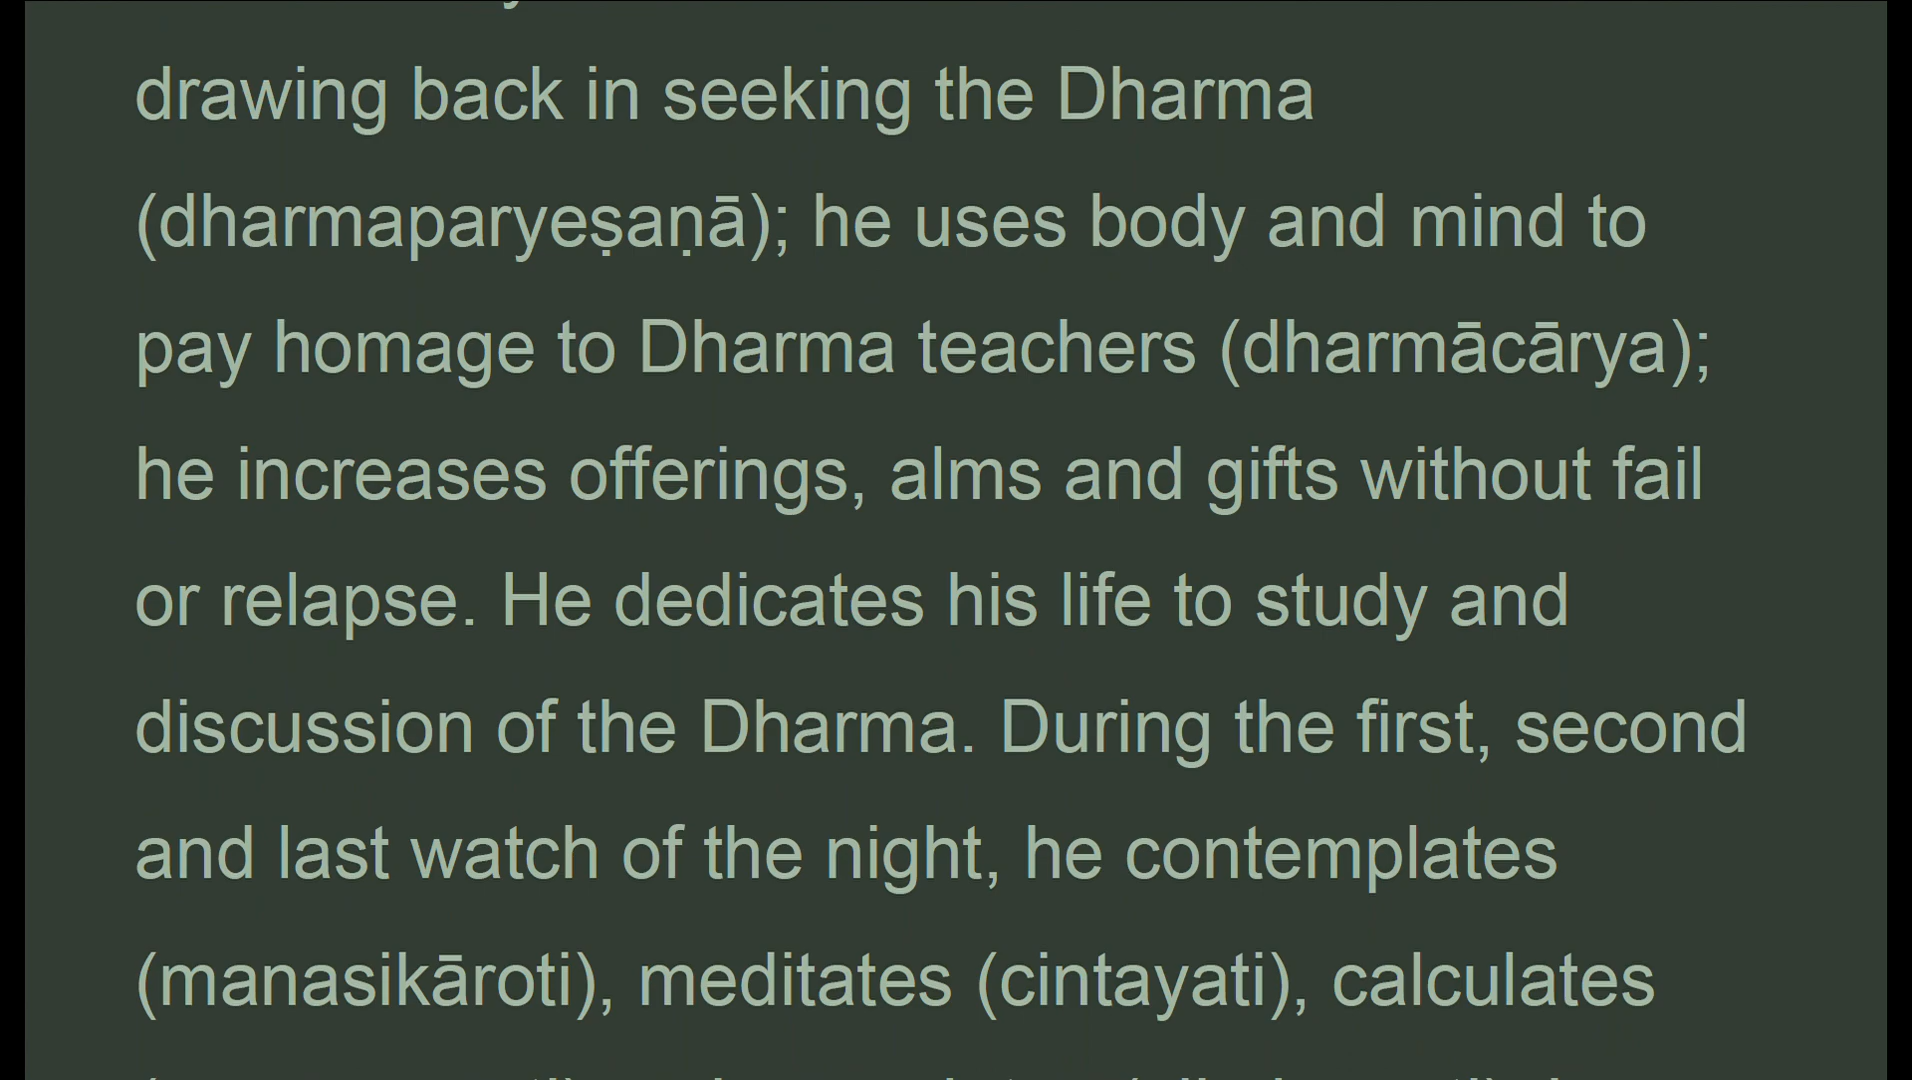 drawing back in seeking the Dharma
(dharmaparyeṣaṇā); he uses body and mind to
pay homage to Dharma teachers (dharmācārya);
he increases offerings, alms and gifts without fail
or relapse. He dedicates his life to study and
discussion of the Dharma. During the first, second
and last watch of the night, he contemplates
(manasikāroti), meditates (cintayati), calculates